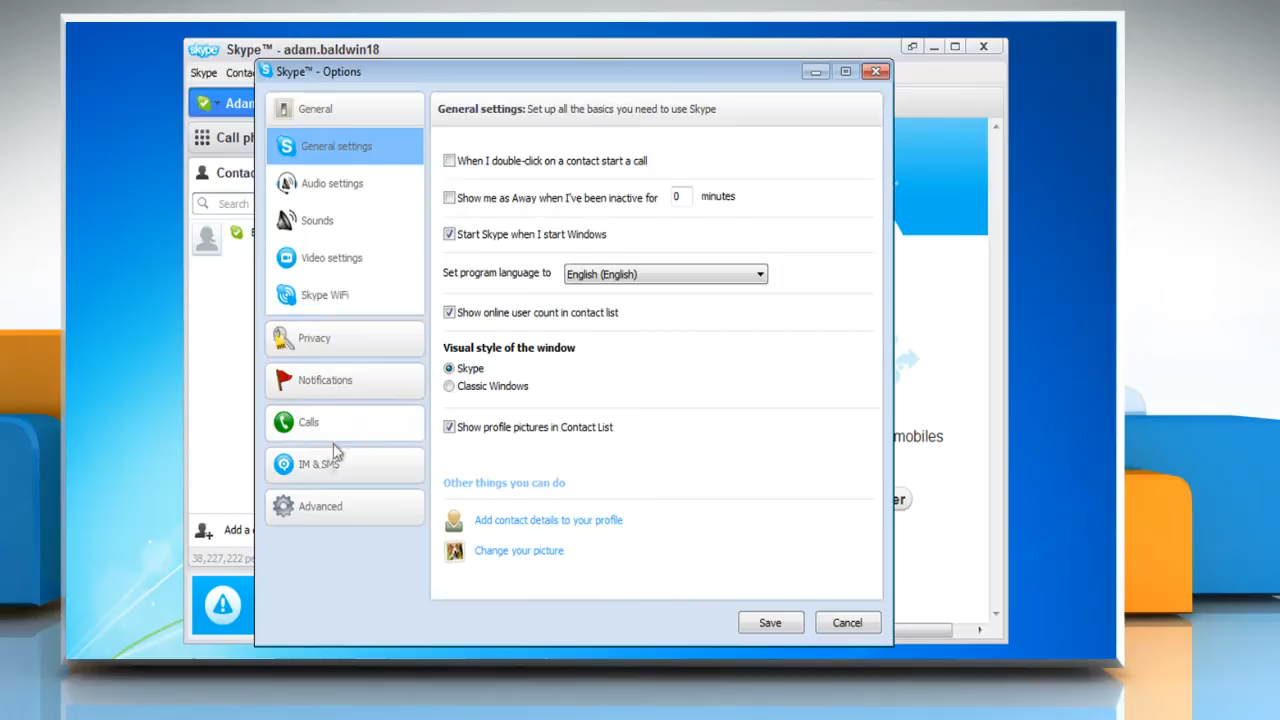 skype Skype™ - adam.baldwin18
Skype
Skype™ - Options
Adam
Call
Search
Add a
38,227,222
General
General settings
Audio settings
Sounds
Video settings
Skype WiFi
Privacy
Notifications
Calls
IM & SMS
Advanced
General settings: Set up all the basics you need to use Skype
When I double-click on a contact start a call
Show me as Away when I've been inactive for 0 minutes
Start Skype when I start Windows
Set program language to English (English)
Show online user count in contact list
Visual style of the window
Skype
Classic Windows
Show profile pictures in Contact List
Other things you can do
Add contact details to your profile
Change your picture
Save
Cancel
mobiles